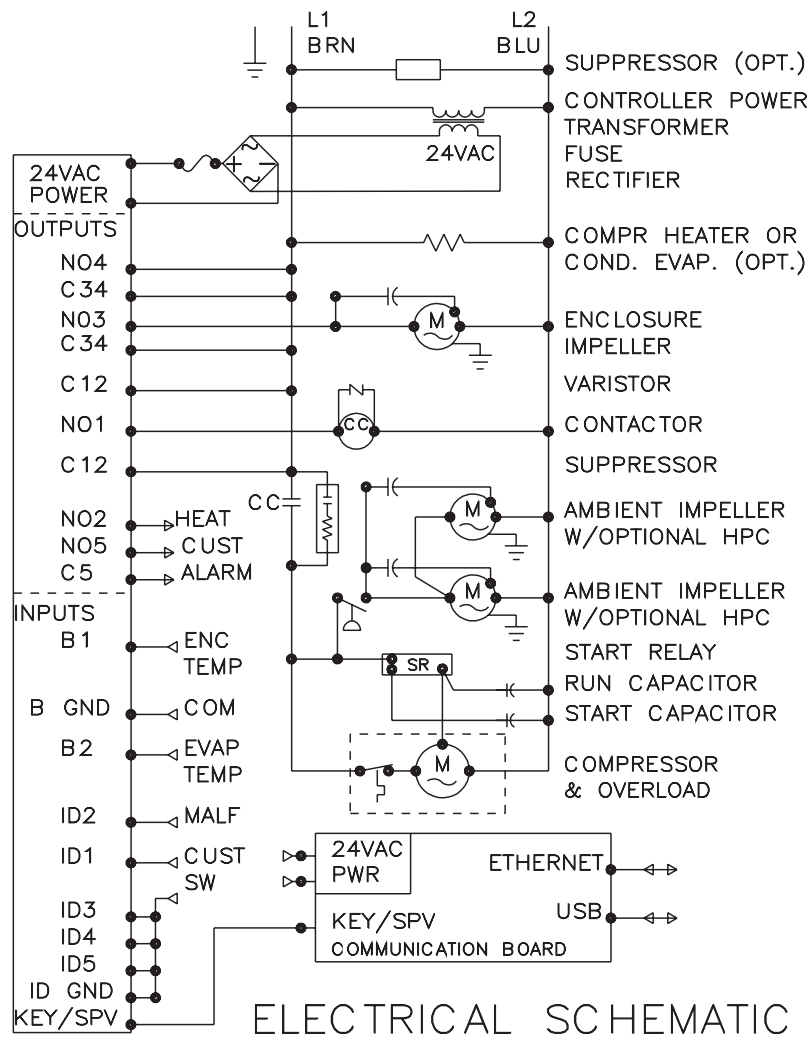 L1
BRN
L2
BLU
SUPPRESSOR (OPT.)
CONTROLLER POWER
TRANSFORMER
FUSE
RECTIFIER
24VAC
24VAC
POWER
OUTPUTS
NO4
COMPR HEATER OR
COND. EVAP. (OPT.)
C34
NO3
M
ENCLOSURE
IMPELLER
C34
C12
VARISTOR
NO1
CC
CONTACTOR
C12
SUPPRESSOR
CC
NO2
HEAT
M
AMBIENT IMPELLER
W/OPTIONAL HPC
NO5
CUST
C5
ALARM
INPUTS
M
AMBIENT IMPELLER
W/OPTIONAL HPC
B1
ENC
TEMP
SR
START RELAY
RUN CAPACITOR
B GND
COM
START CAPACITOR
B2
EVAP
TEMP
M
COMPRESSOR
& OVERLOAD
ID2
MALF
ID1
CUST
SW
24VAC
PWR
ETHERNET
ID3
USB
KEY/SPV
ID4
COMMUNICATION BOARD
ID5
ID GND
KEY/SPV
ELECTRICAL SCHEMATIC